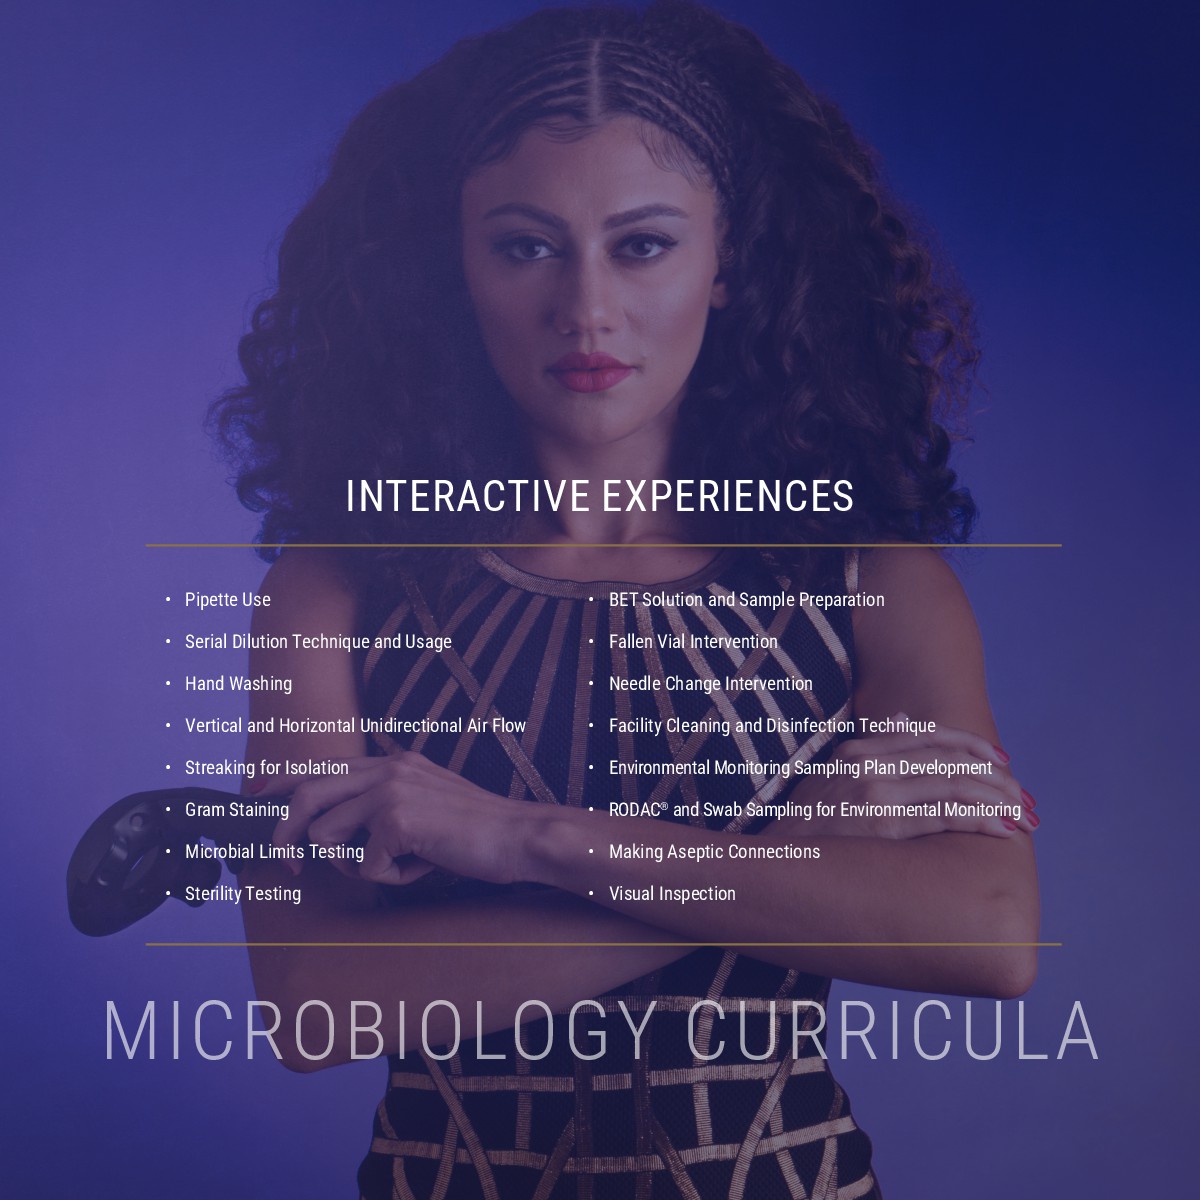 INTERACTIVE EXPERIENCES
• Pipette Use
• Serial Dilution Technique and Usage
• Hand Washing
• Vertical and Horizontal Unidirectional Air Flow
• Streaking for Isolation
• Gram Staining
• Microbial Limits Testing
• Sterility Testing
• BET Solution and Sample Preparation
• Fallen Vial Intervention
• Needle Change Intervention
• Facility Cleaning and Disinfection Technique
• Environmental Monitoring Sampling Plan Development
• RODAC® and Swab Sampling for Environmental Monitoring
• Making Aseptic Connections
• Visual Inspection
MICROBIOLOGY CURRICULA